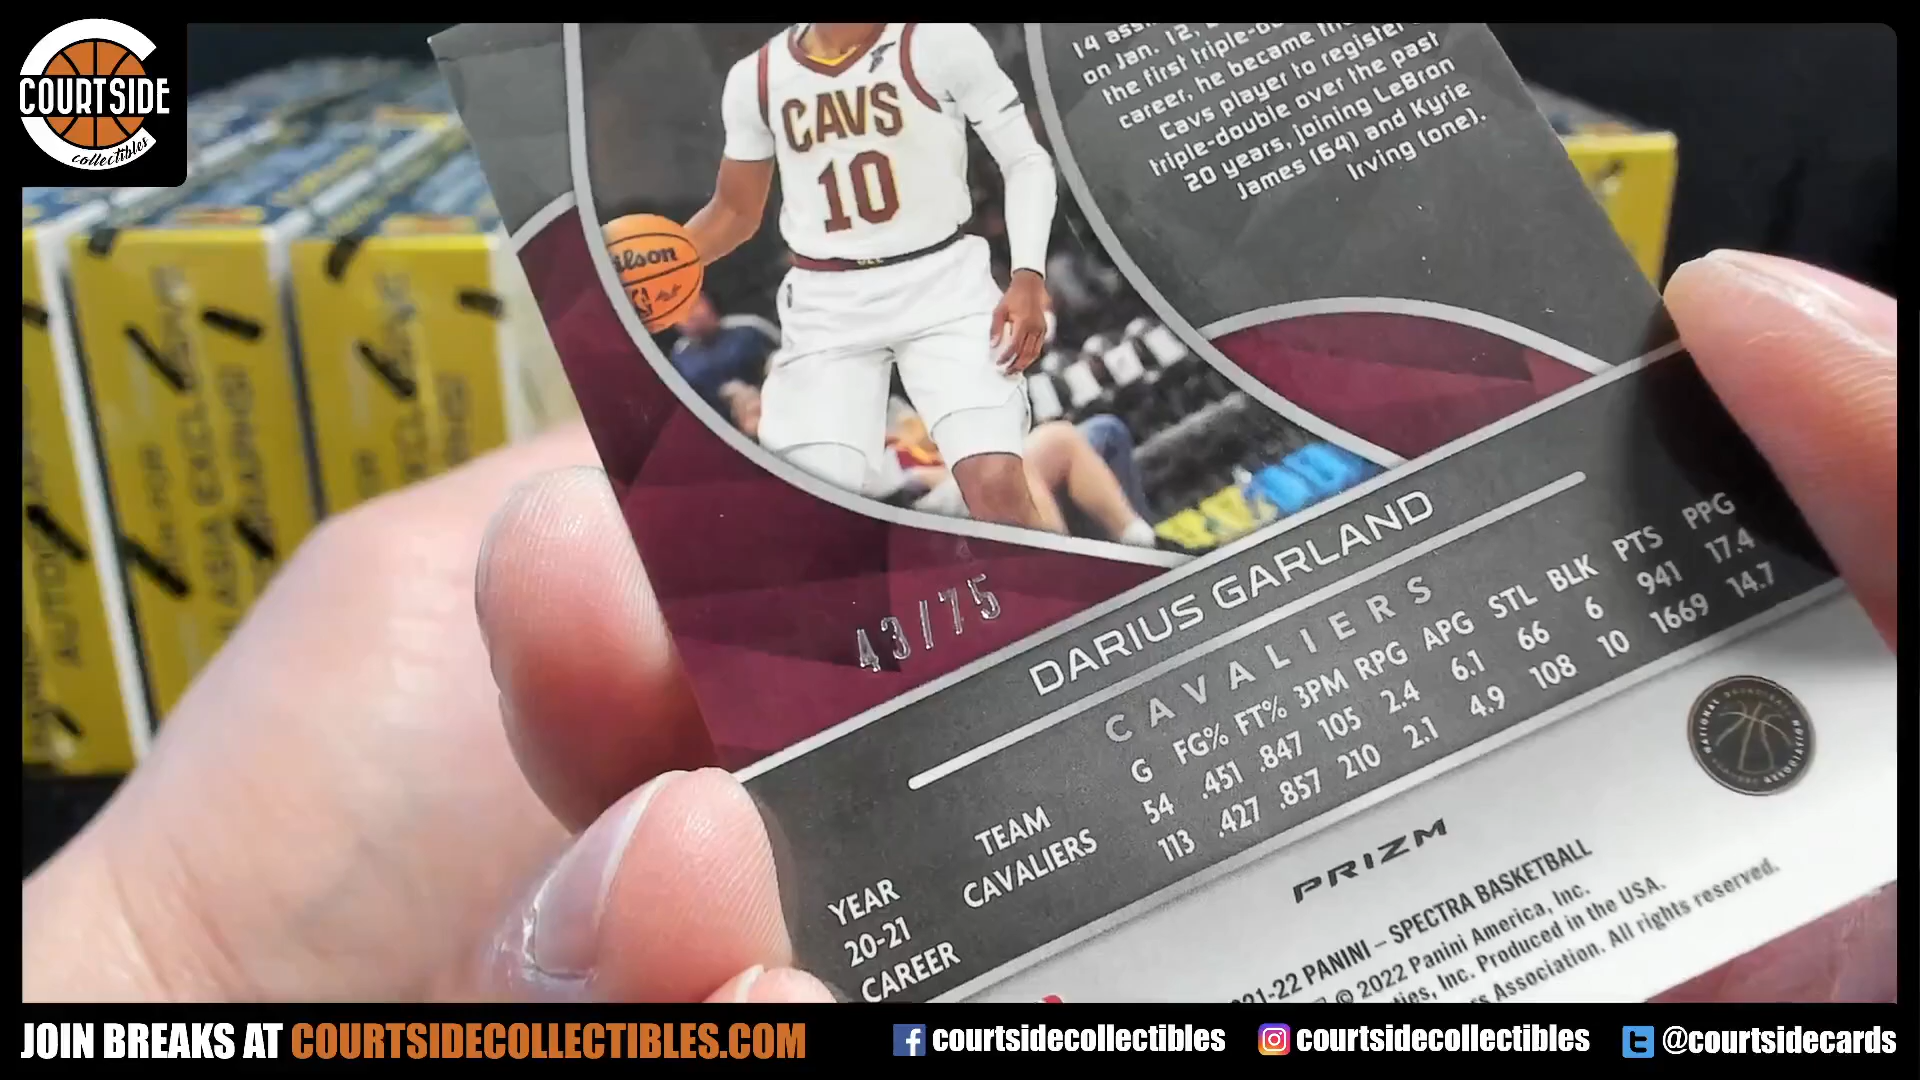 COURTSIDE
collectibles
14
on Jan. 12,
the first
career, he became
Cavs player to register
triple-double over the past
20 years, joining LeBron
James (64) and Kyrie
Irving (one).
CAVS
10
43/75
DARIUS GARLAND
CAVALIERS
YEAR TEAM G FG% FT% 3PM RPG APG STL BLK PTS PPG
20-21 CAVALIERS 54 .451 .847 105 2.4 6.1 66 6 941 17.4
CAREER 113 .427 .857 210 2.1 4.9 108 10 1669 14.7
PRIZM
PANINI – SPECTRA BASKETBALL
© 2022 Panini America, Inc.
Inc. Produced in the USA.
Association. All rights reserved.
JOIN BREAKS AT COURTSIDECOLLECTIBLES.COM
courtsidecollectibles
courtsidecollectibles
@courtsidecards